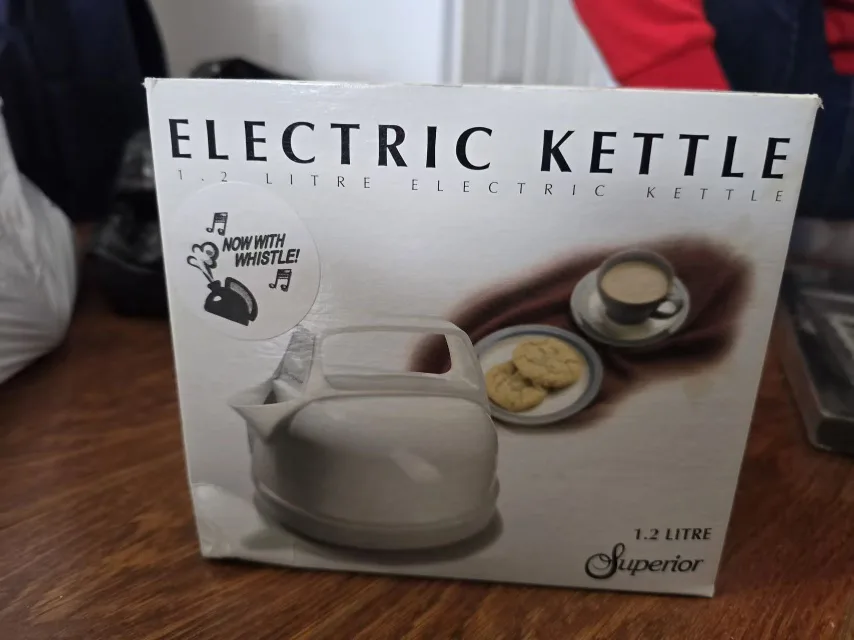 ELECTRIC KETTLE
1.2 LITRE ELECTRIC KETTLE
NOW WITH
WHISTLE!
1.2 LITRE
Superior